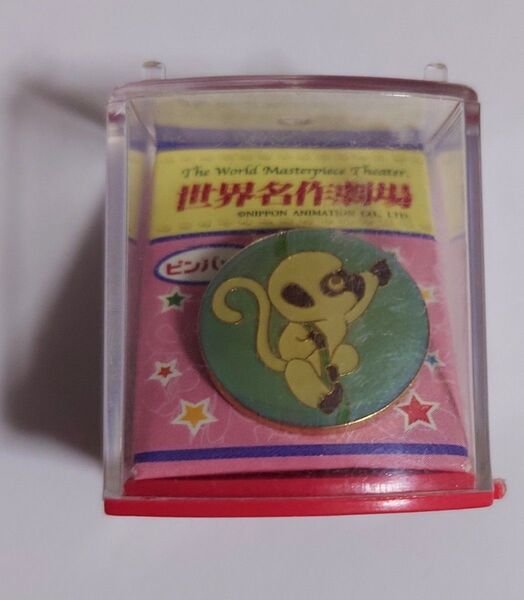 The World Masterpiece Theater.
世界名作劇場
©NIPPON ANIMATION CO., LTD.
ピンバ